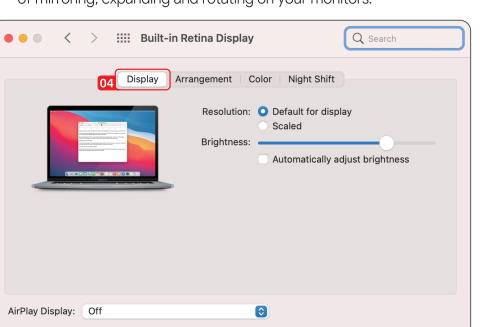 of mirroring, expanding and rotating on your monitors.
Built-in Retina Display
Search
04
Display Arrangement Color Night Shift
Resolution: Default for display
Scaled
Brightness:
Automatically adjust brightness
AirPlay Display: Off